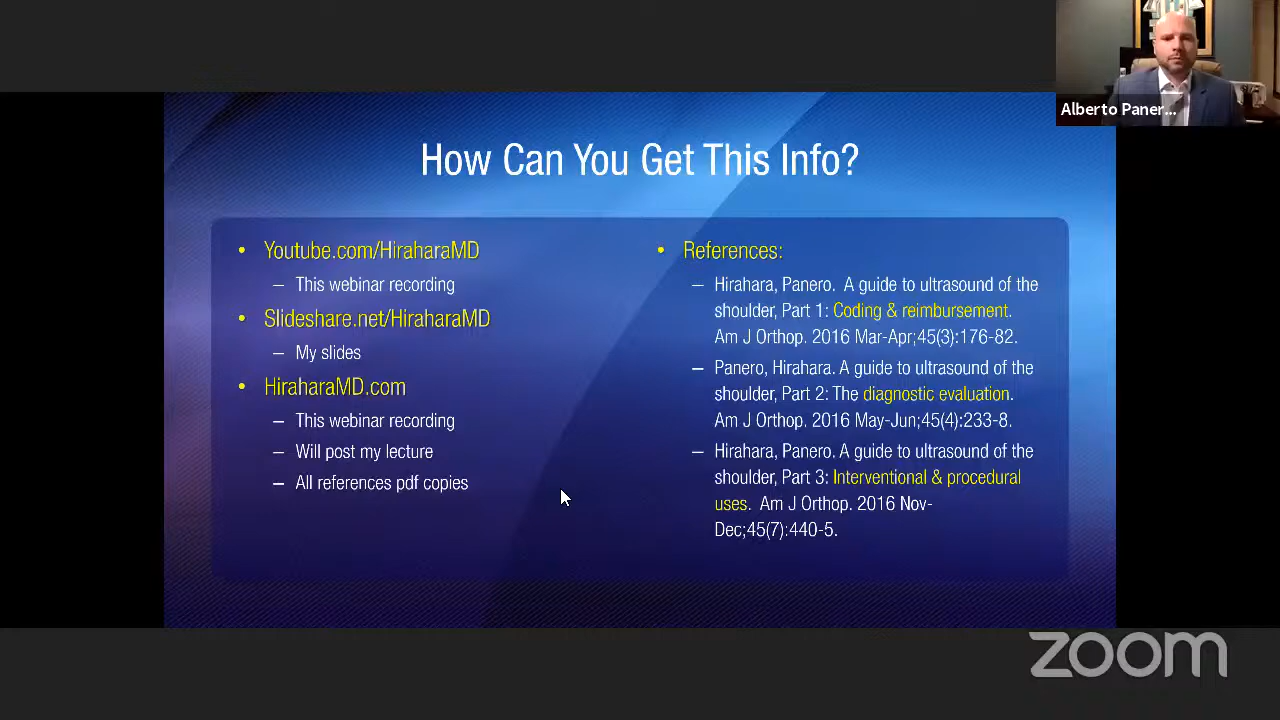 Alberto Paner...
How Can You Get This Info?
• Youtube.com/HiraharaMD
– This webinar recording
• Slideshare.net/HiraharaMD
– My slides
• HiraharaMD.com
– This webinar recording
– Will post my lecture
– All references pdf copies
• References:
– Hirahara, Panero. A guide to ultrasound of the
shoulder, Part 1: Coding & reimbursement.
Am J Orthop. 2016 Mar-Apr;45(3):176-82.
– Panero, Hirahara. A guide to ultrasound of the
shoulder, Part 2: The diagnostic evaluation.
Am J Orthop. 2016 May-Jun;45(4):233-8.
– Hirahara, Panero. A guide to ultrasound of the
shoulder, Part 3: Interventional & procedural
uses. Am J Orthop. 2016 Nov-
Dec;45(7):440-5.
zoom